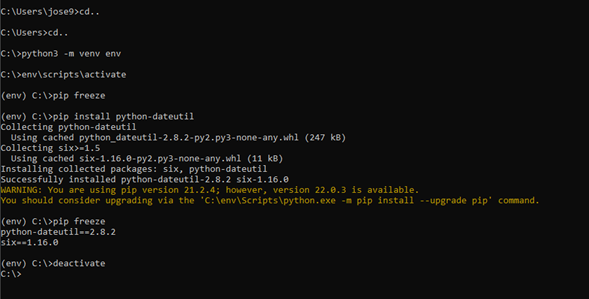 C:\Users\jose9>cd..
C:\Users>cd..
C:\>python3 -m venv env
C:\>env\scripts\activate
(env) C:\>pip freeze
(env) C:\>pip install python-dateutil
Collecting python-dateutil
  Using cached python_dateutil-2.8.2-py2.py3-none-any.whl (247 kB)
Collecting six>=1.5
  Using cached six-1.16.0-py2.py3-none-any.whl (11 kB)
Installing collected packages: six, python-dateutil
Successfully installed python-dateutil-2.8.2 six-1.16.0
WARNING: You are using pip version 21.2.4; however, version 22.0.3 is available.
You should consider upgrading via the 'C:\env\Scripts\python.exe -m pip install --upgrade pip' command.
(env) C:\>pip freeze
python-dateutil==2.8.2
six==1.16.0
(env) C:\>deactivate
C:\>